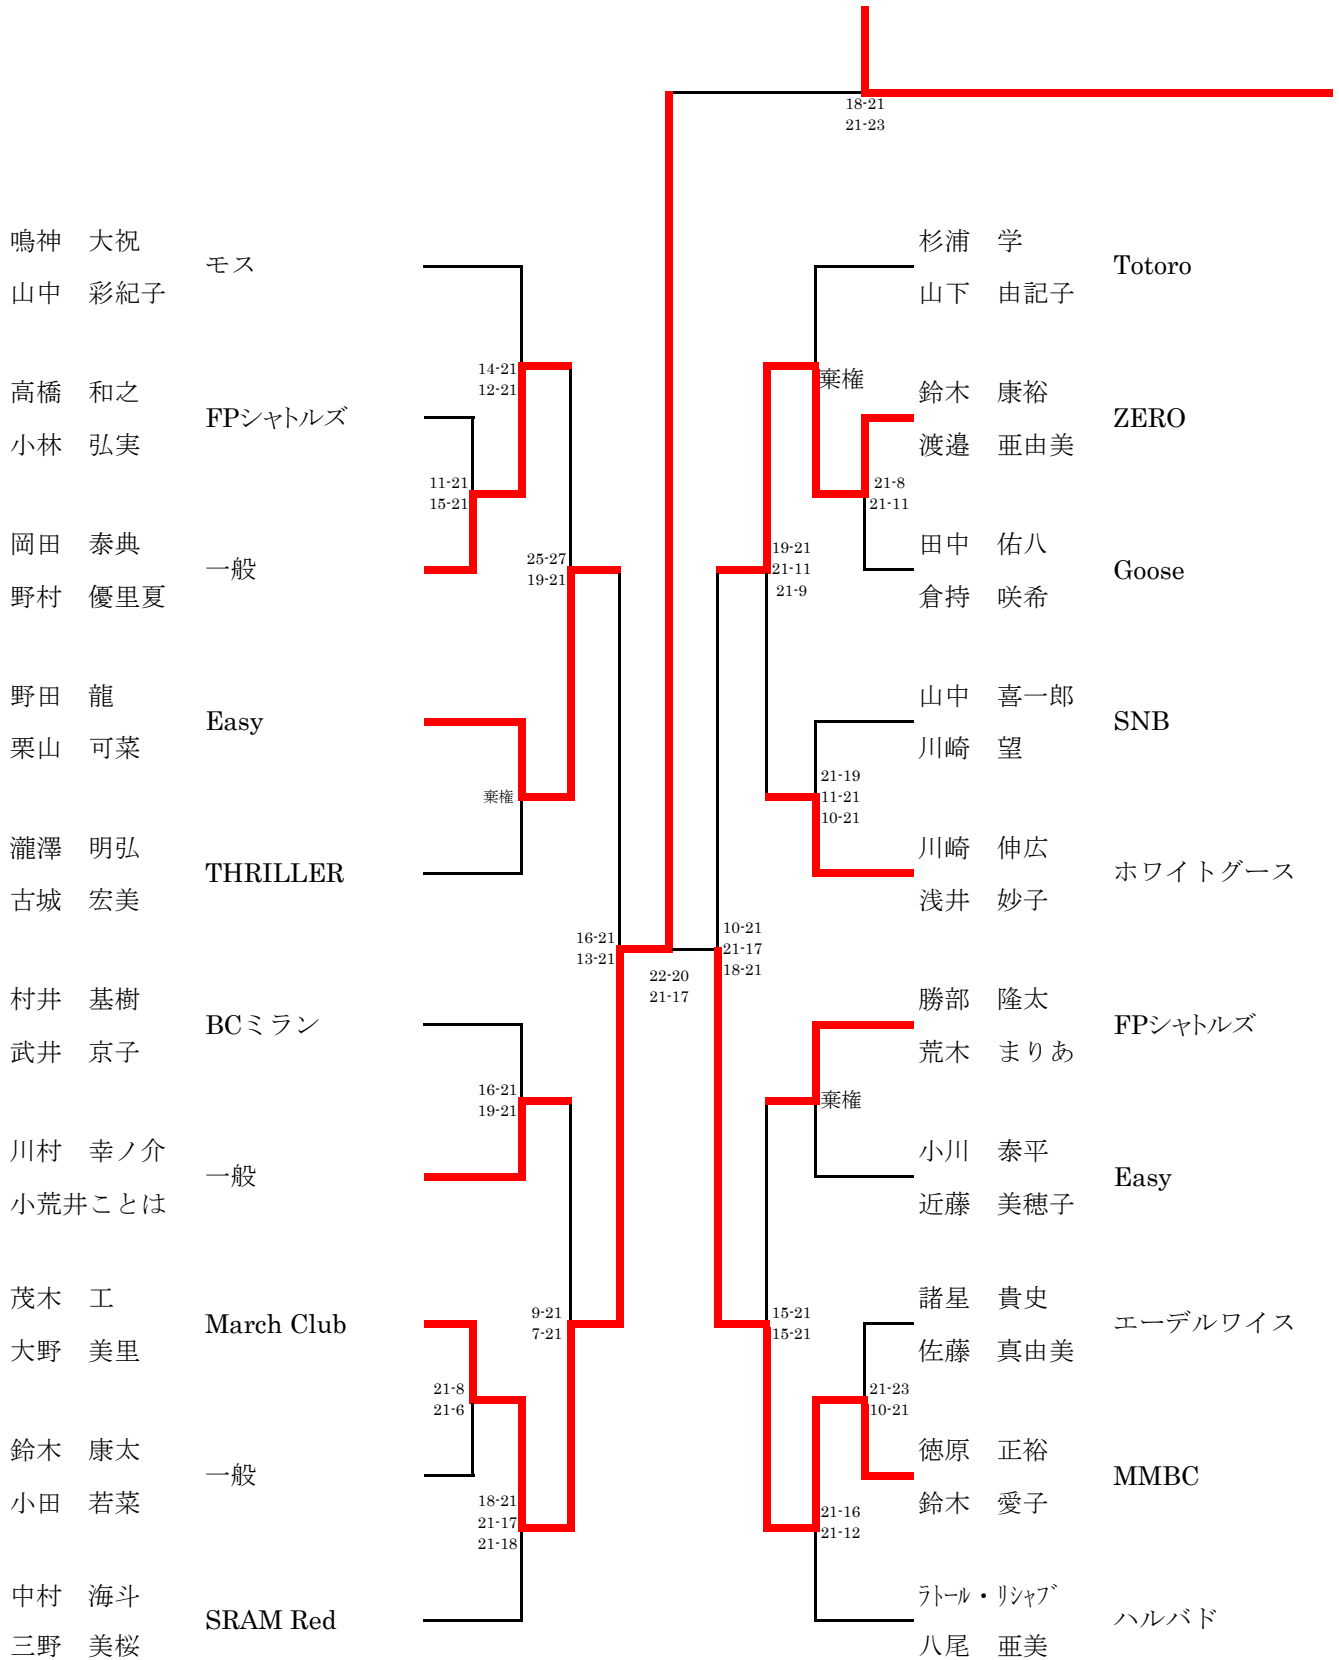 18-21
21-23
鳴神　大祝
モス
山中　彩紀子
14-21
12-21
高橋　和之
FPシャトルズ
小林　弘実
11-21
15-21
岡田　泰典
一般
野村　優里夏
25-27
19-21
野田　龍
Easy
栗山　可菜
棄権
瀧澤　明弘
THRILLER
古城　宏美
16-21
13-21
村井　基樹
BCミラン
武井　京子
16-21
19-21
川村　幸ノ介
一般
小荒井ことは
9-21
7-21
茂木　工
March Club
大野　美里
21-8
21-6
鈴木　康太
一般
小田　若菜
18-21
21-17
21-18
中村　海斗
SRAM Red
三野　美桜
22-20
21-17
杉浦　学
Totoro
山下　由記子
棄権
鈴木　康裕
ZERO
渡邉　亜由美
21-8
21-11
田中　佑八
Goose
倉持　咲希
19-21
21-11
21-9
山中　喜一郎
SNB
川崎　望
21-19
11-21
10-21
川崎　伸広
ホワイトグース
浅井　妙子
10-21
21-17
18-21
勝部　隆太
FPシャトルズ
荒木　まりあ
棄権
小川　泰平
Easy
近藤　美穂子
15-21
15-21
諸星　貴史
エーデルワイス
佐藤　真由美
21-23
10-21
徳原　正裕
MMBC
鈴木　愛子
21-16
21-12
ﾗﾄｰﾙ・ﾘｼｬﾌﾞ
ハルバド
八尾　亜美